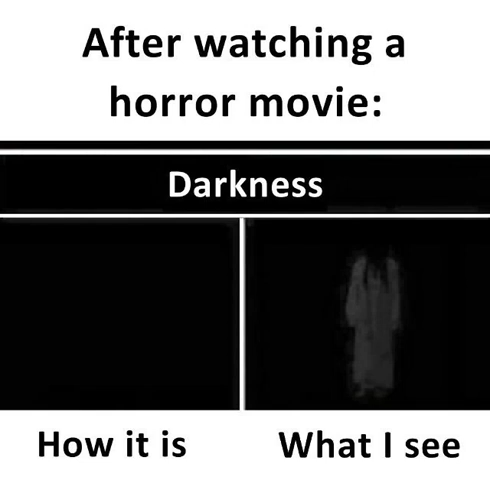 After watching a
horror movie:
Darkness
How it is
What I see